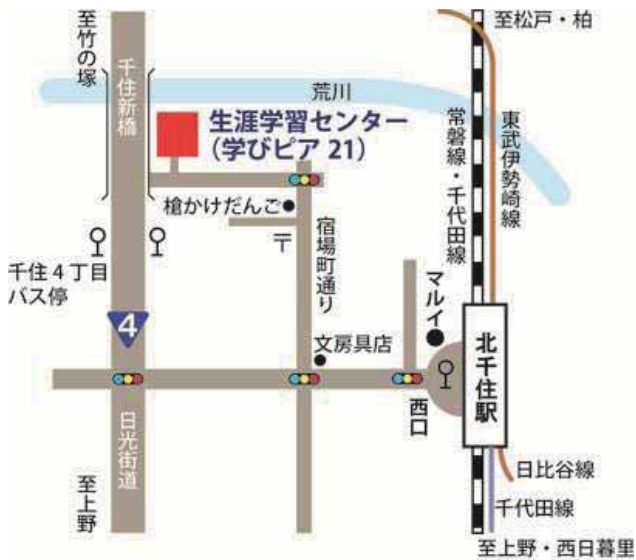 至竹の塚
千住新橋
至松戸・柏
荒川
生涯学習センター
（学びピア 21）
常磐線・千代田線
東武伊勢崎線
槍かけだんご
〒
宿場町通り
千住４丁目
バス停
4
マルイ
文房具店
北千住駅
西口
日光街道
至上野
日比谷線
千代田線
至上野・西日暮里